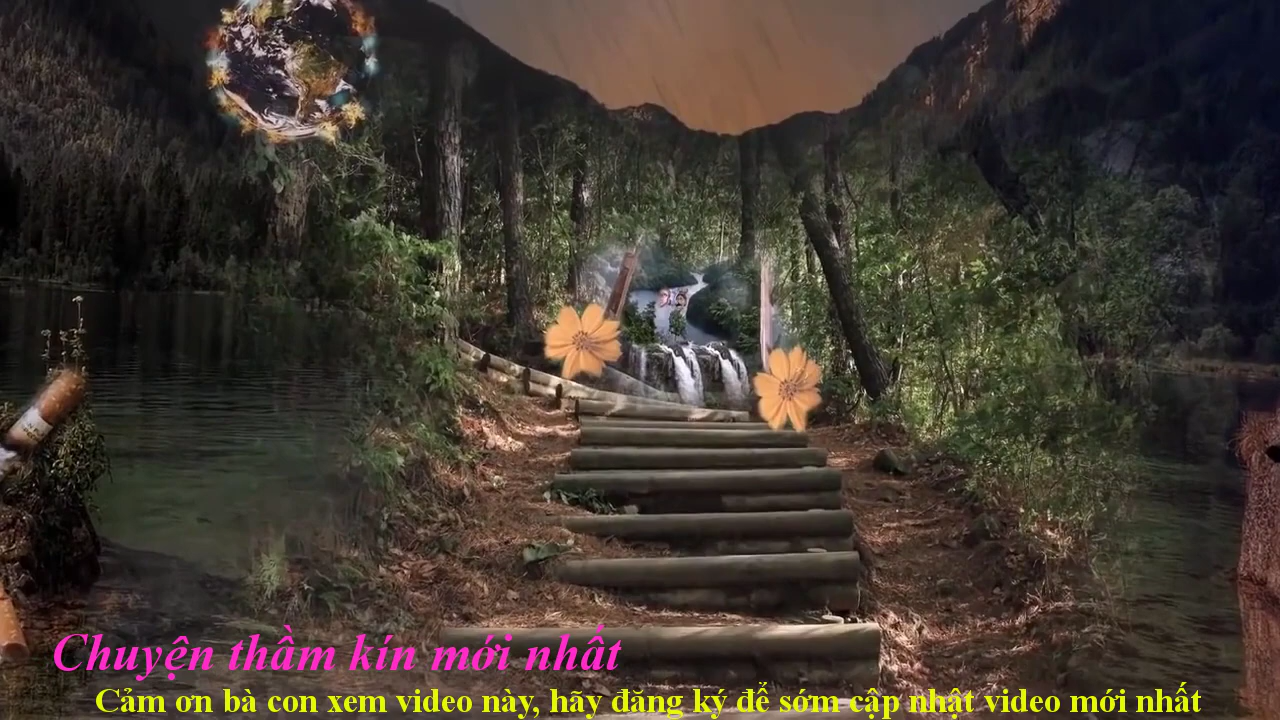 Chuyện thầm kín mới nhất
Cảm ơn bà con xem video này, hãy đăng ký để sớm cập nhật video mới nhất